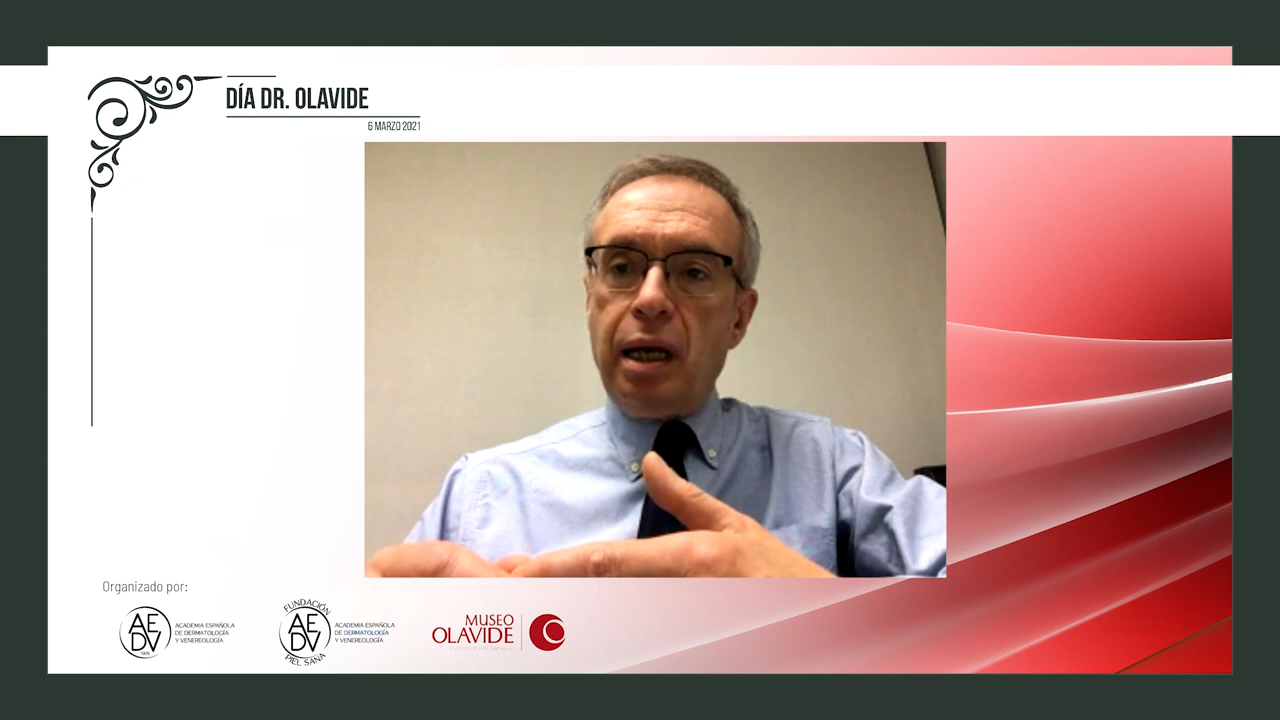 DÍA DR. OLAVIDE
6 MARZO 2021
Organizado por:
AEDV
1909
ACADEMIA ESPAÑOLA
DE DERMATOLOGÍA
Y VENEREOLOGÍA
FUNDACIÓN
AEDV
PIEL SANA
ACADEMIA ESPAÑOLA
DE DERMATOLOGÍA
Y VENEREOLOGÍA
MUSEO
OLAVIDE